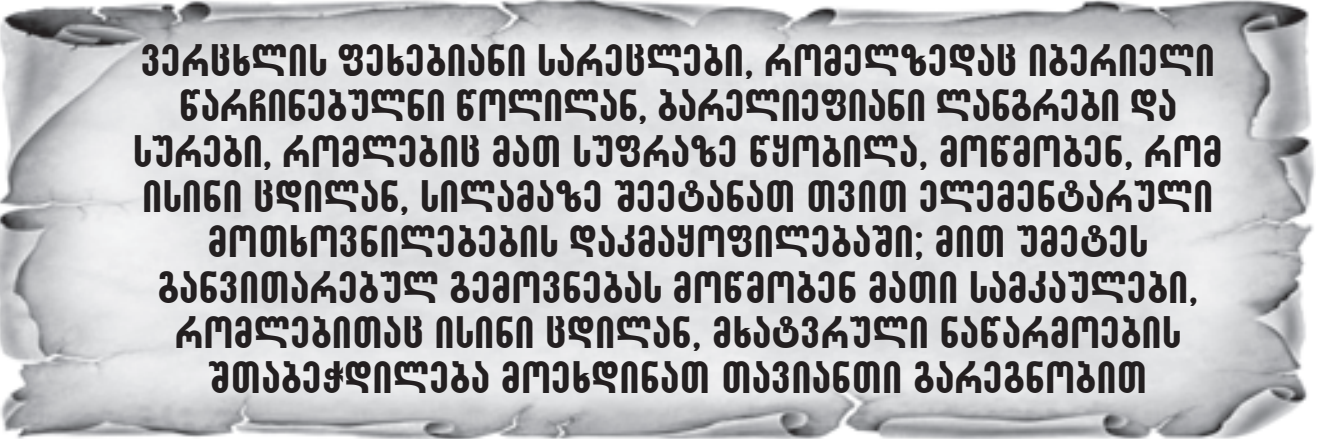 ვერცხლის ფეხებიანი სარეცლები, რომელზედაც იბერიელი
წარჩინებულნი წოლილან, ბარელიეფიანი ლანგრები და
სურები, რომლებიც მათ სუფრაზე წყობილა, მოწმობენ, რომ
ისინი ცდილან, სილამაზე შეეტანათ თვით ელემენტარული
მოთხოვნილებების დაკმაყოფილებაში; მით უმეტეს
განვითარებულ გემოვნებას მოწმობენ მათი სამკაულები,
რომლებითაც ისინი ცდილან, მხატვრული ნაწარმოების
შთაბეჭდილება მოეხდინათ თავიანთი გარეგნობით